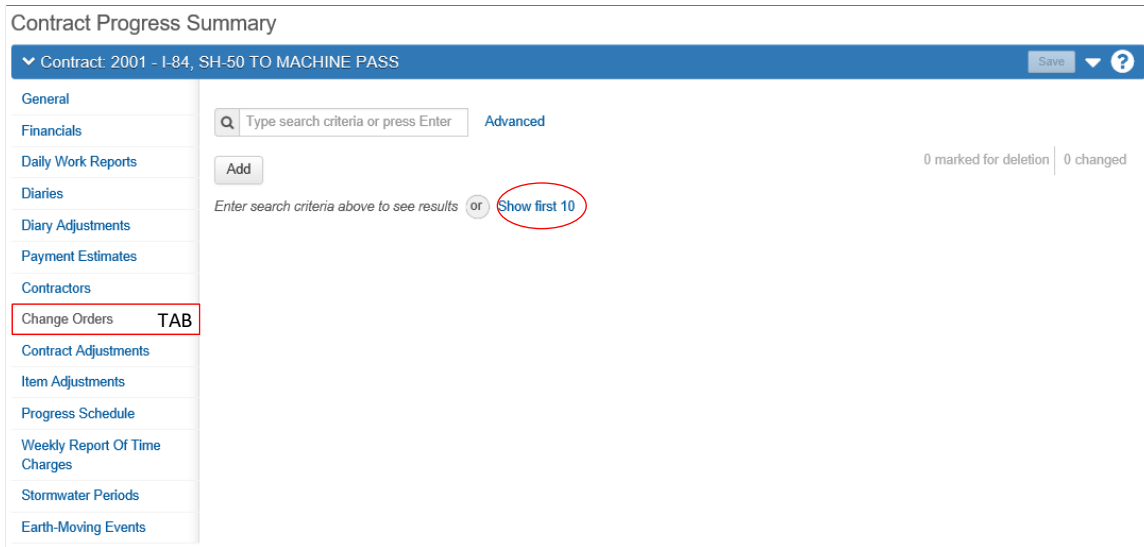 Contract Progress Summary
Contract: 2001 - I-84, SH-50 TO MACHINE PASS
Save
?
General
Financials
Daily Work Reports
Diaries
Diary Adjustments
Payment Estimates
Contractors
Change Orders TAB
Contract Adjustments
Item Adjustments
Progress Schedule
Weekly Report Of Time
Charges
Stormwater Periods
Earth-Moving Events
Type search criteria or press Enter Advanced
Add
0 marked for deletion 0 changed
Enter search criteria above to see results or Show first 10